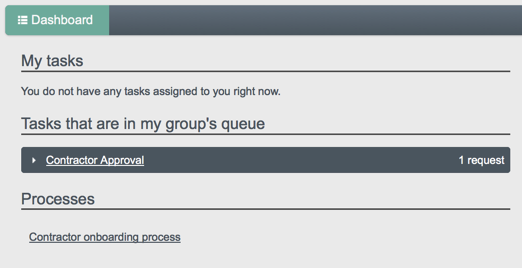 Dashboard
My tasks
You do not have any tasks assigned to you right now.
Tasks that are in my group's queue
Contractor Approval 1 request
Processes
Contractor onboarding process